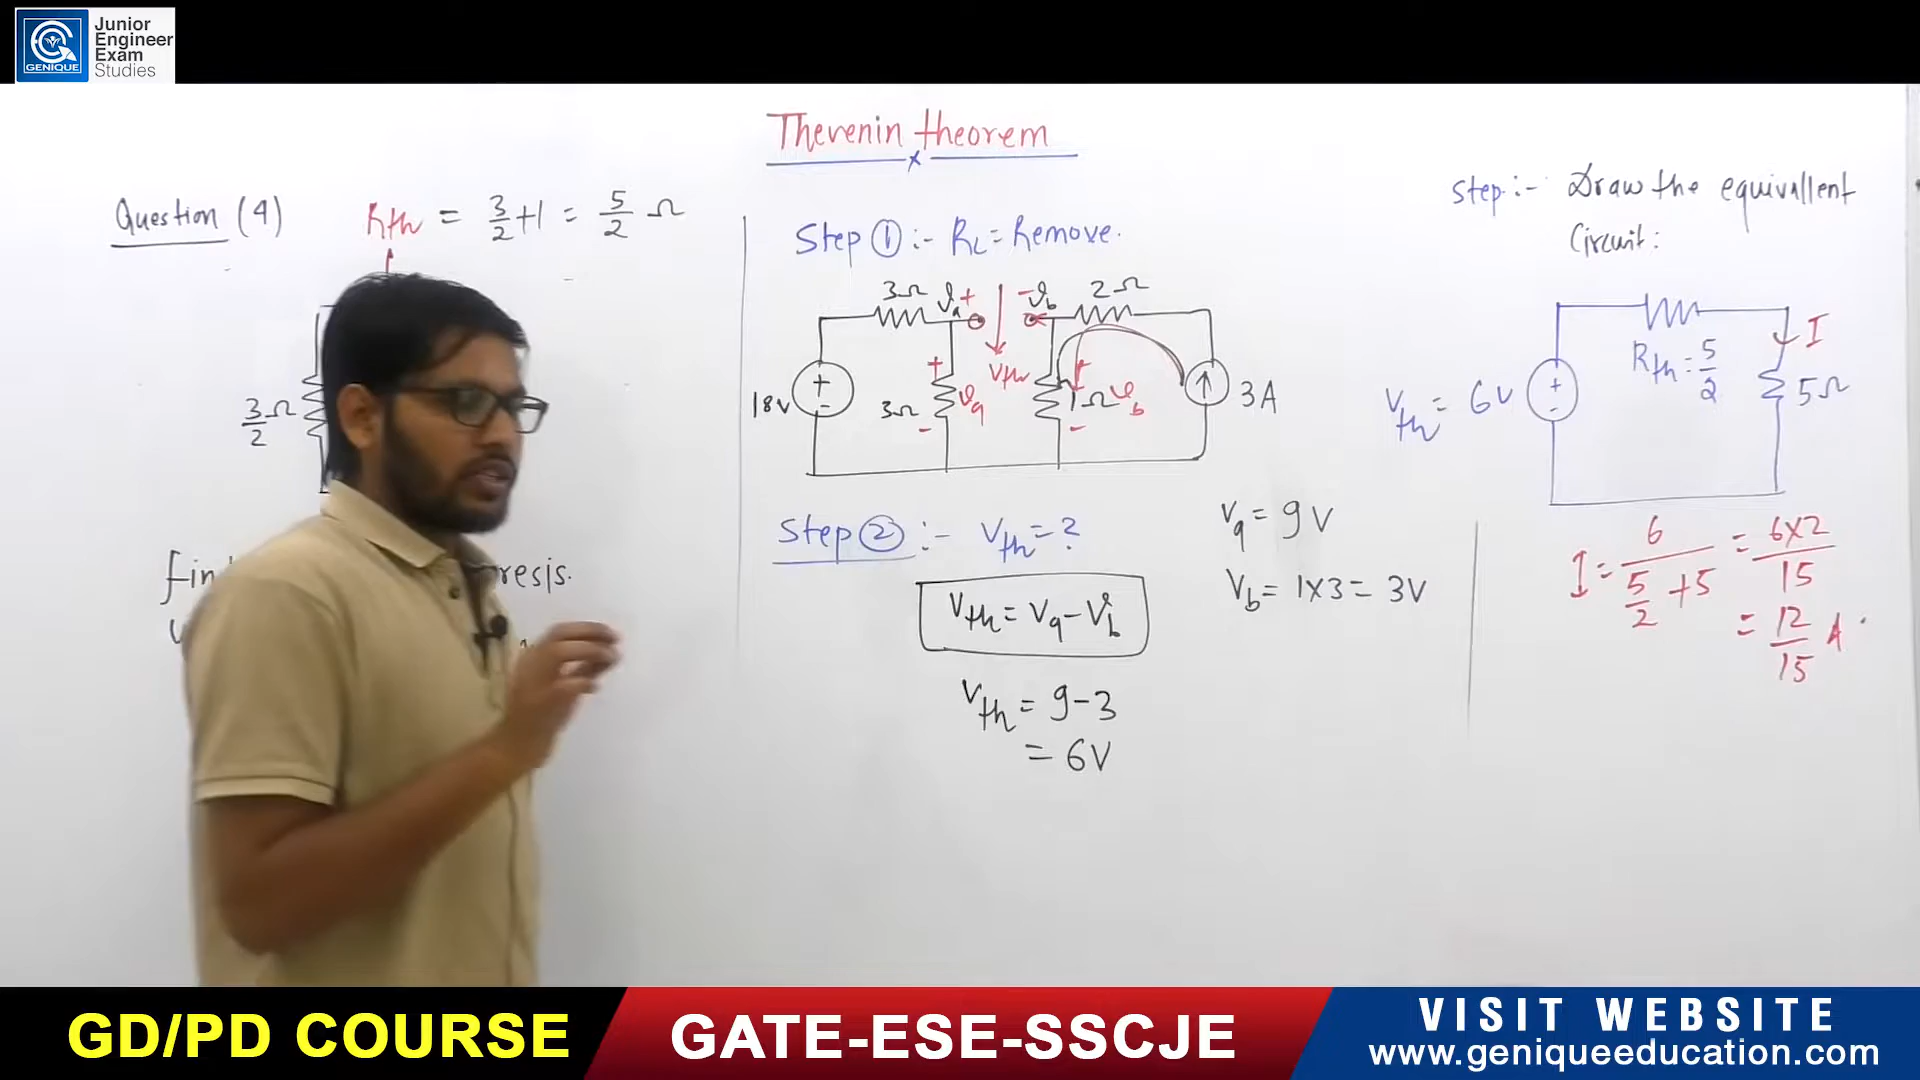 Junior
Engineer
Exam
Studies
GENIQUE
Thevenin theorem
Question (4)
Rth = 3/2 + 1 = 5/2 Ω
3/2 Ω
resis.
Step ① :- RL = Remove.
3Ω Va + - Vb 2Ω
18V + - 3Ω + Va - Vth 1Ω + Vb - 3A
Step ② :- Vth = ?
Vth = Va - Vb
Vth = 9 - 3
= 6V
Va = 9V
Vb = 1x3 = 3V
Step :- Draw the equivallent
Circuit :
Vth = 6V + - Rth = 5/2 I 5Ω
I = 6 / (5/2 + 5) = 6x2 / 15
= 12/15 A
GD/PD COURSE
GATE-ESE-SSCJE
VISIT WEBSITE
www.geniqueeducation.com